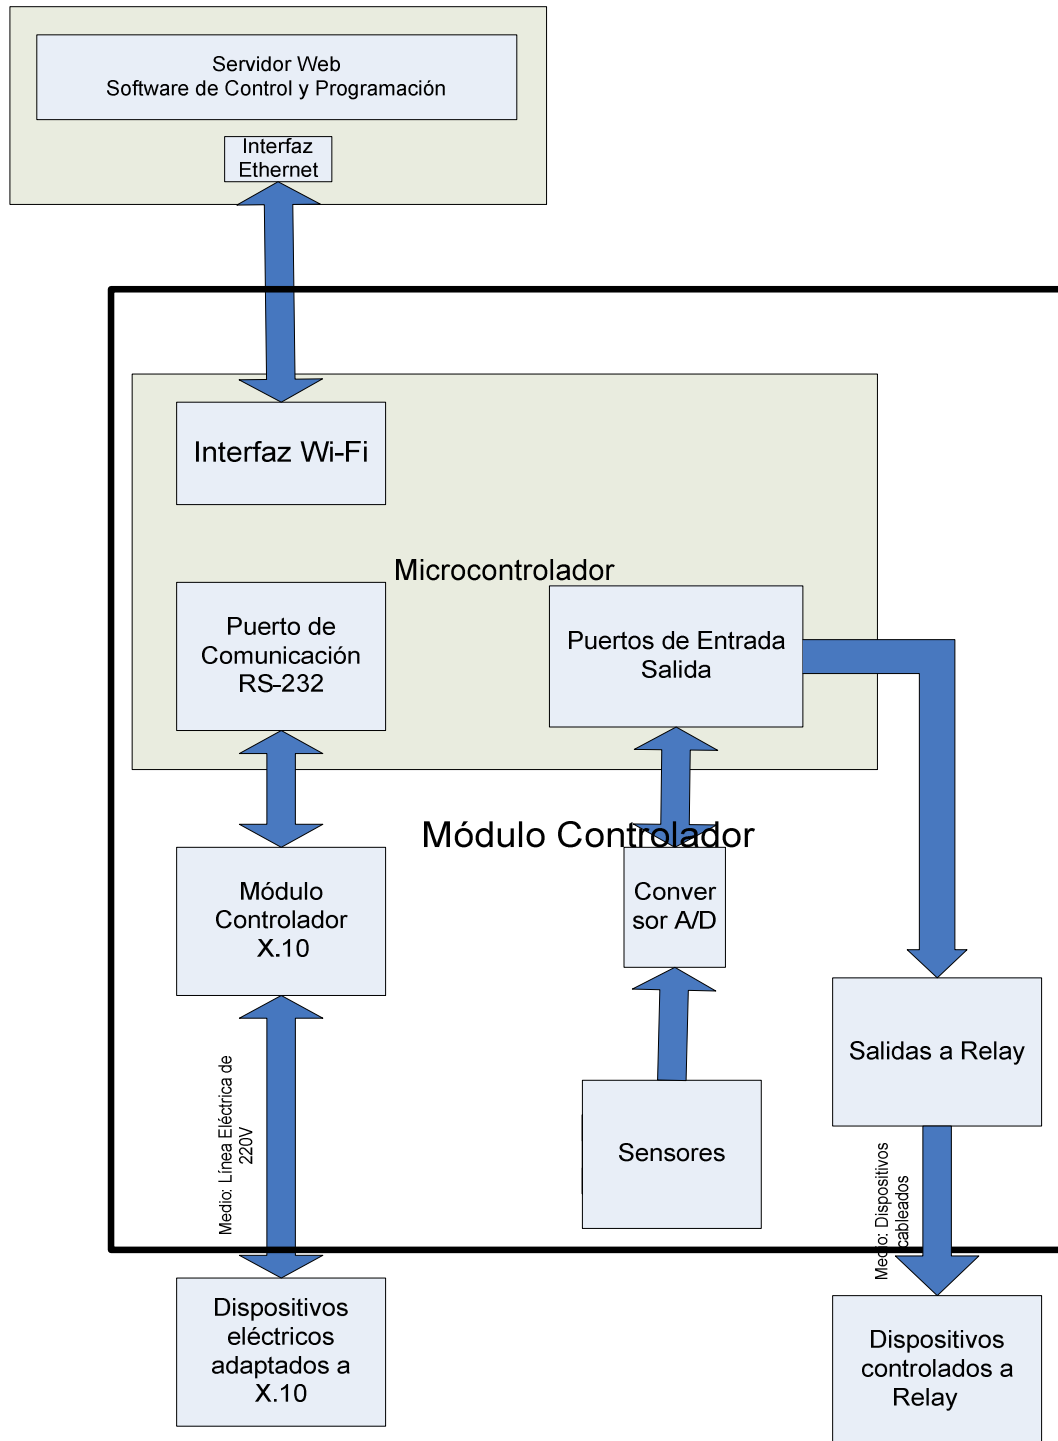 Servidor Web
Software de Control y Programación
Interfaz
Ethernet
Interfaz Wi-Fi
Microcontrolador
Puerto de
Comunicación
RS-232
Puertos de Entrada
Salida
Módulo Controlador
Módulo
Controlador
X.10
Conver
sor A/D
Salidas a Relay
Sensores
Medio: Línea Eléctrica de
220V
Medio: Dispositivos
cableados
Dispositivos
eléctricos
adaptados a
X.10
Dispositivos
controlados a
Relay